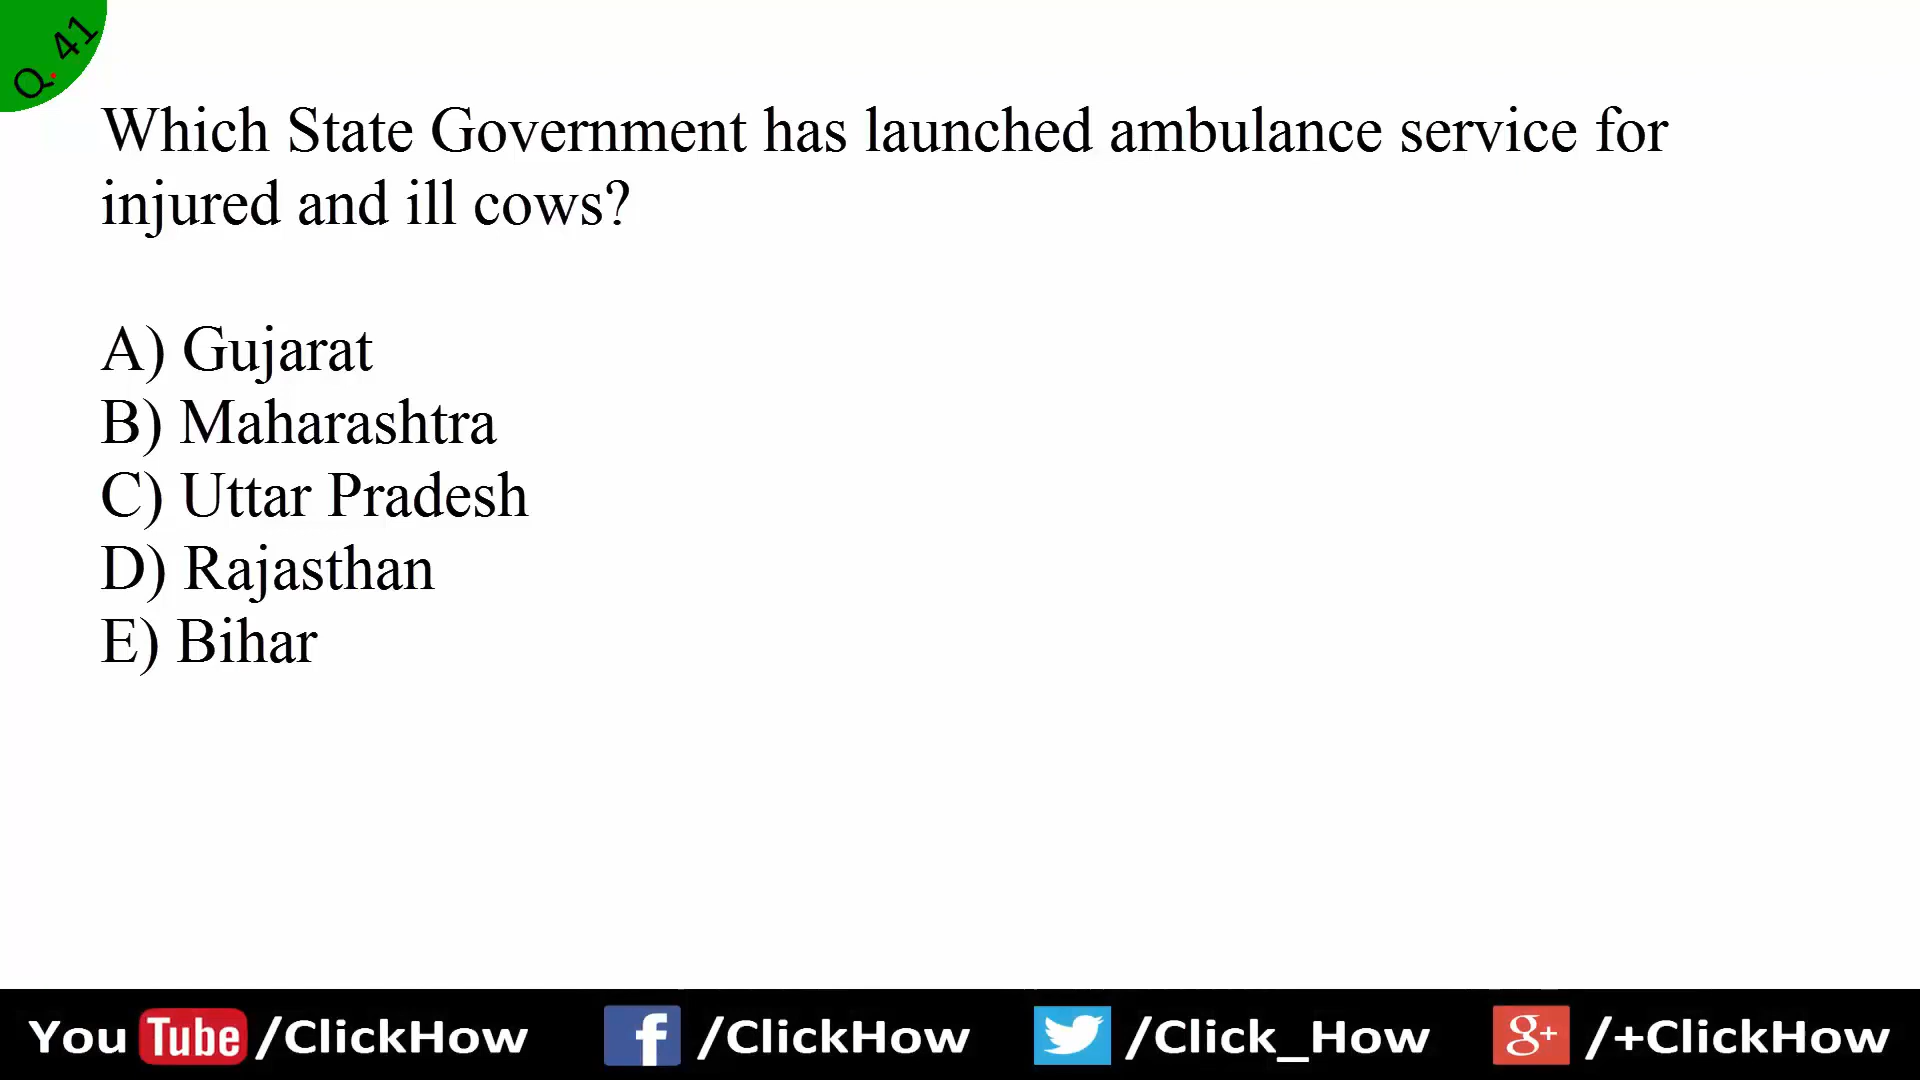 Q. 41
Which State Government has launched ambulance service for
injured and ill cows?
A) Gujarat
B) Maharashtra
C) Uttar Pradesh
D) Rajasthan
E) Bihar
You Tube /ClickHow f /ClickHow /Click_How g+ /+ClickHow